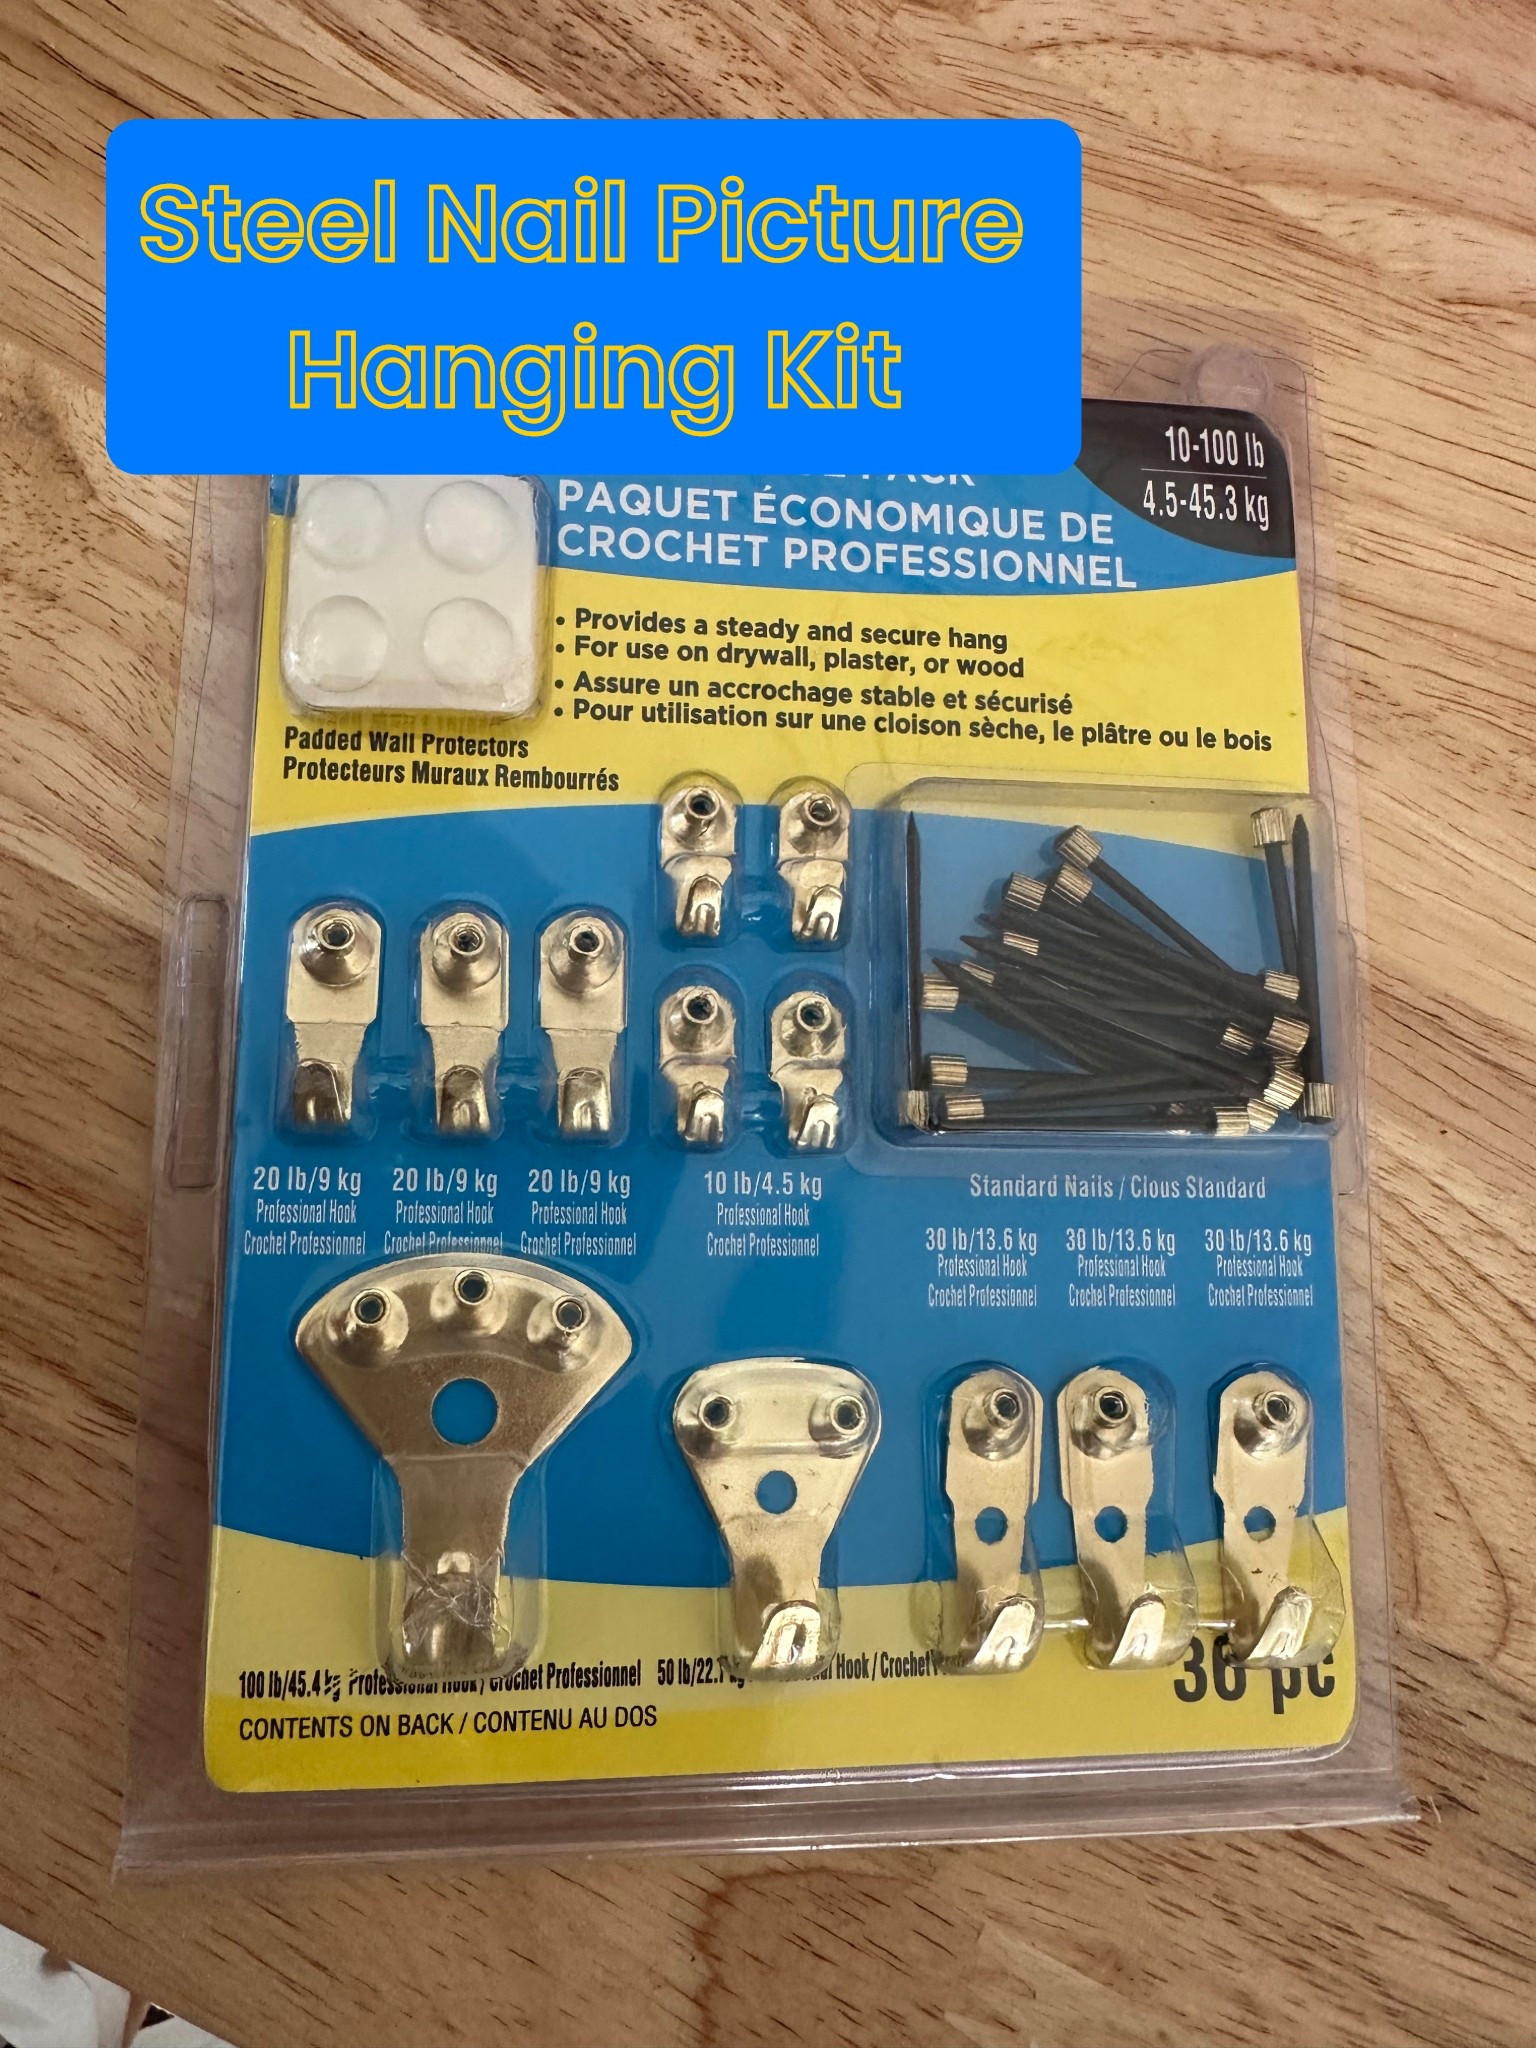 Steel Nail Picture
Hanging Kit
10-100 lb
4.5-45.3 kg
PACK
PAQUET ÉCONOMIQUE DE
CROCHET PROFESSIONNEL
• Provides a steady and secure hang
• For use on drywall, plaster, or wood
• Assure un accrochage stable et sécurisé
• Pour utilisation sur une cloison sèche, le plâtre ou le bois
Padded Wall Protectors
Protecteurs Muraux Rembourrés
20 lb/9 kg
Professional Hook
Crochet Professionnel
20 lb/9 kg
Professional Hook
Crochet Professionnel
20 lb/9 kg
Professional Hook
Crochet Professionnel
10 lb/4.5 kg
Professional Hook
Crochet Professionnel
Standard Nails / Clous Standard
30 lb/13.6 kg
Professional Hook
Crochet Professionnel
30 lb/13.6 kg
Professional Hook
Crochet Professionnel
30 lb/13.6 kg
Professional Hook
Crochet Professionnel
100 lb/45.4 kg Professional Hook / Crochet Professionnel
50 lb/22.7 kg Hook / Crochet
36 pc
CONTENTS ON BACK / CONTENU AU DOS